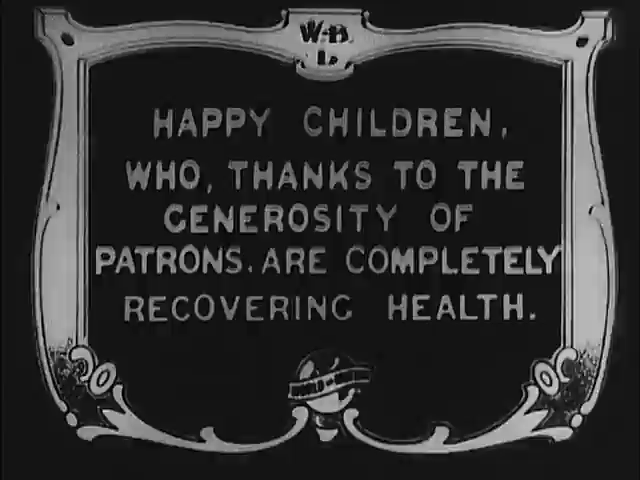 W-B.
L.
HAPPY CHILDREN,
WHO, THANKS TO THE
GENEROSITY OF
PATRONS. ARE COMPLETELY
RECOVERING HEALTH.